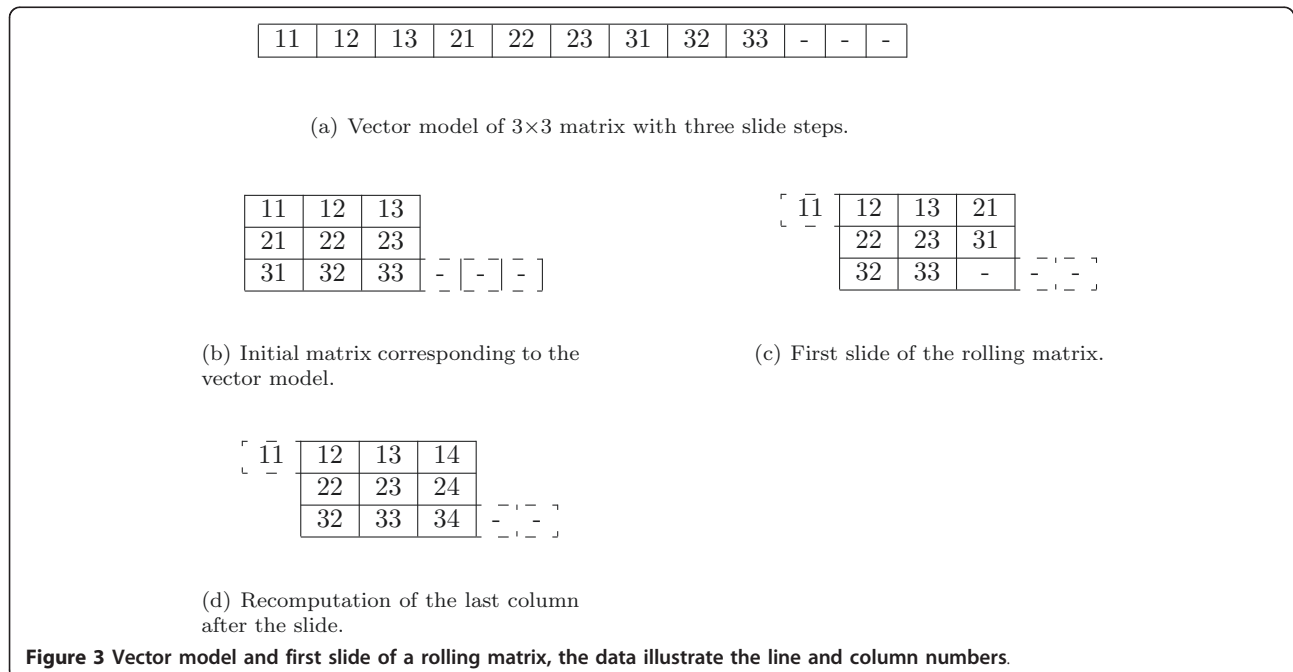 11 12 13 21 22 23 31 32 33 - - -
(a) Vector model of 3×3 matrix with three slide steps.
11 12 13
21 22 23
31 32 33 - - -
(b) Initial matrix corresponding to the
vector model.
11 12 13 21
22 23 31
32 33 - - -
(c) First slide of the rolling matrix.
11 12 13 14
22 23 24
32 33 34 - -
(d) Recomputation of the last column
after the slide.
Figure 3 Vector model and first slide of a rolling matrix, the data illustrate the line and column numbers.